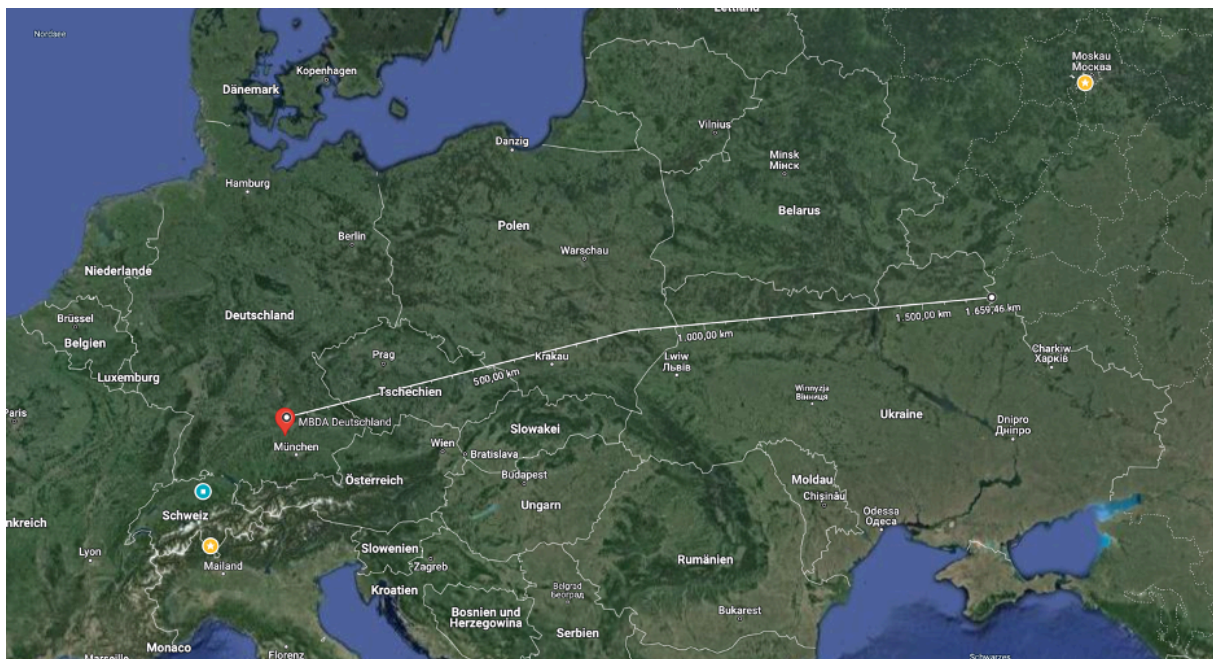 Nordsee
Lettland
Moskau
Москва
Kopenhagen
Dänemark
Vilnius
Danzig
Minsk
Мінск
Hamburg
Belarus
Polen
Berlin
Warschau
Niederlande
Deutschland
1.500,00 km
1.659,46 km
Brüssel
Belgien
1.000,00 km
Prag
Krakau
Lwiw
Львів
Charkiw
Харків
Luxemburg
500,00 km
Tschechien
Winnyzja
Вінниця
Paris
MBDA Deutschland
Ukraine
Dnipro
Дніпро
Slowakei
München
Wien
Bratislava
Budapest
Österreich
Moldau
Chișinău
Ungarn
Schweiz
nkreich
Odessa
Одеса
Lyon
Slowenien
Mailand
Zagreb
Rumänien
Kroatien
Belgrad
Београд
Bosnien und
Herzegowina
Bukarest
Serbien
Monaco
Marseille
Florenz
Schwarzes